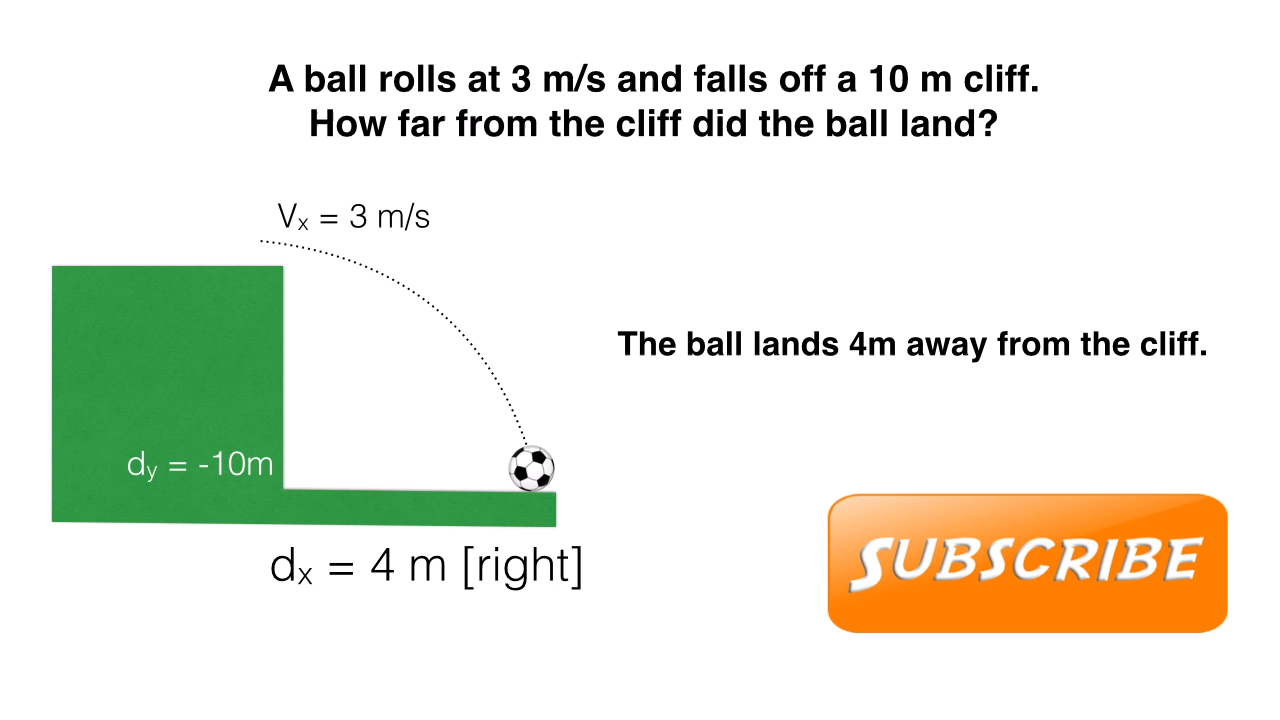 A ball rolls at 3 m/s and falls off a 10 m cliff.
How far from the cliff did the ball land?
Vₓ = 3 m/s
The ball lands 4m away from the cliff.
dᵧ = -10m
dₓ = 4 m [right]
SUBSCRIBE